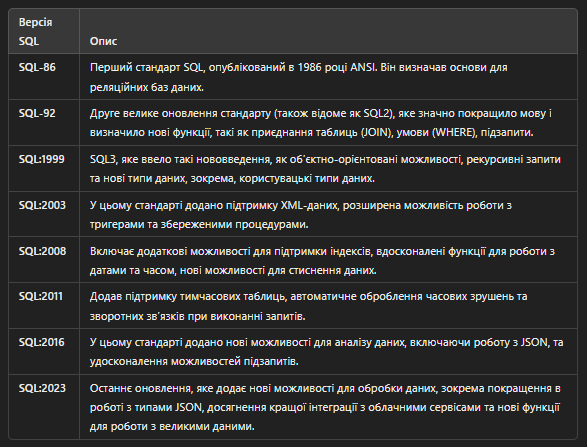 Версія
SQL
Опис
SQL-86
Перший стандарт SQL, опублікований в 1986 році ANSI. Він визначав основи для
реляційних баз даних.
SQL-92
Друге велике оновлення стандарту (також відоме як SQL2), яке значно покращило мову і
визначило нові функції, такі як приєднання таблиць (JOIN), умови (WHERE), підзапити.
SQL:1999
SQL3, яке ввело такі нововведення, як об'єктно-орієнтовані можливості, рекурсивні запити
та нові типи даних, зокрема, користувацькі типи даних.
SQL:2003
У цьому стандарті додано підтримку XML-даних, розширена можливість роботи з
тригерами та збереженими процедурами.
SQL:2008
Включає додаткові можливості для підтримки індексів, вдосконалені функції для роботи з
датами та часом, нові можливості для стиснення даних.
SQL:2011
Додав підтримку тимчасових таблиць, автоматичне оброблення часових зрушень та
зворотних зв'язків при виконанні запитів.
SQL:2016
У цьому стандарті додано нові можливості для аналізу даних, включаючи роботу з JSON, та
удосконалення можливостей підзапитів.
SQL:2023
Останнє оновлення, яке додає нові можливості для обробки даних, зокрема покращення в
роботі з типами JSON, досягнення кращої інтеграції з облачними сервісами та нові функції
для роботи з великими даними.